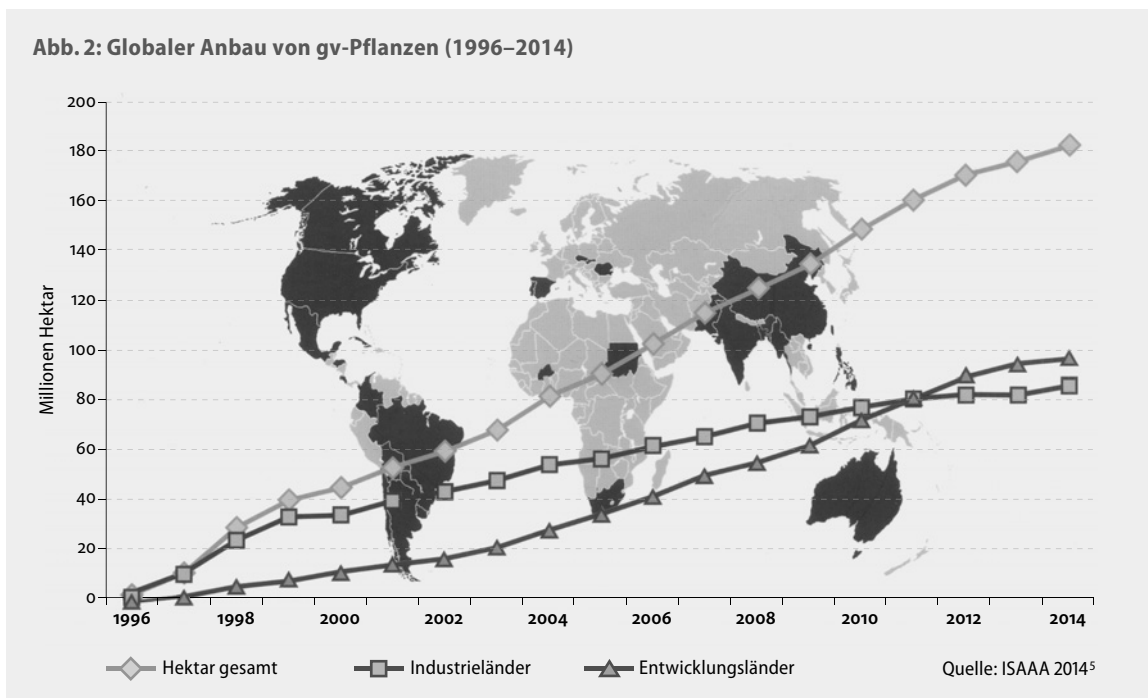 Abb. 2: Globaler Anbau von gv-Pflanzen (1996–2014)
Millionen Hektar
200
180
160
140
120
100
80
60
40
20
0
1996 1998 2000 2002 2004 2006 2008 2010 2012 2014
Hektar gesamt Industrieländer Entwicklungsländer Quelle: ISAAA 2014⁵